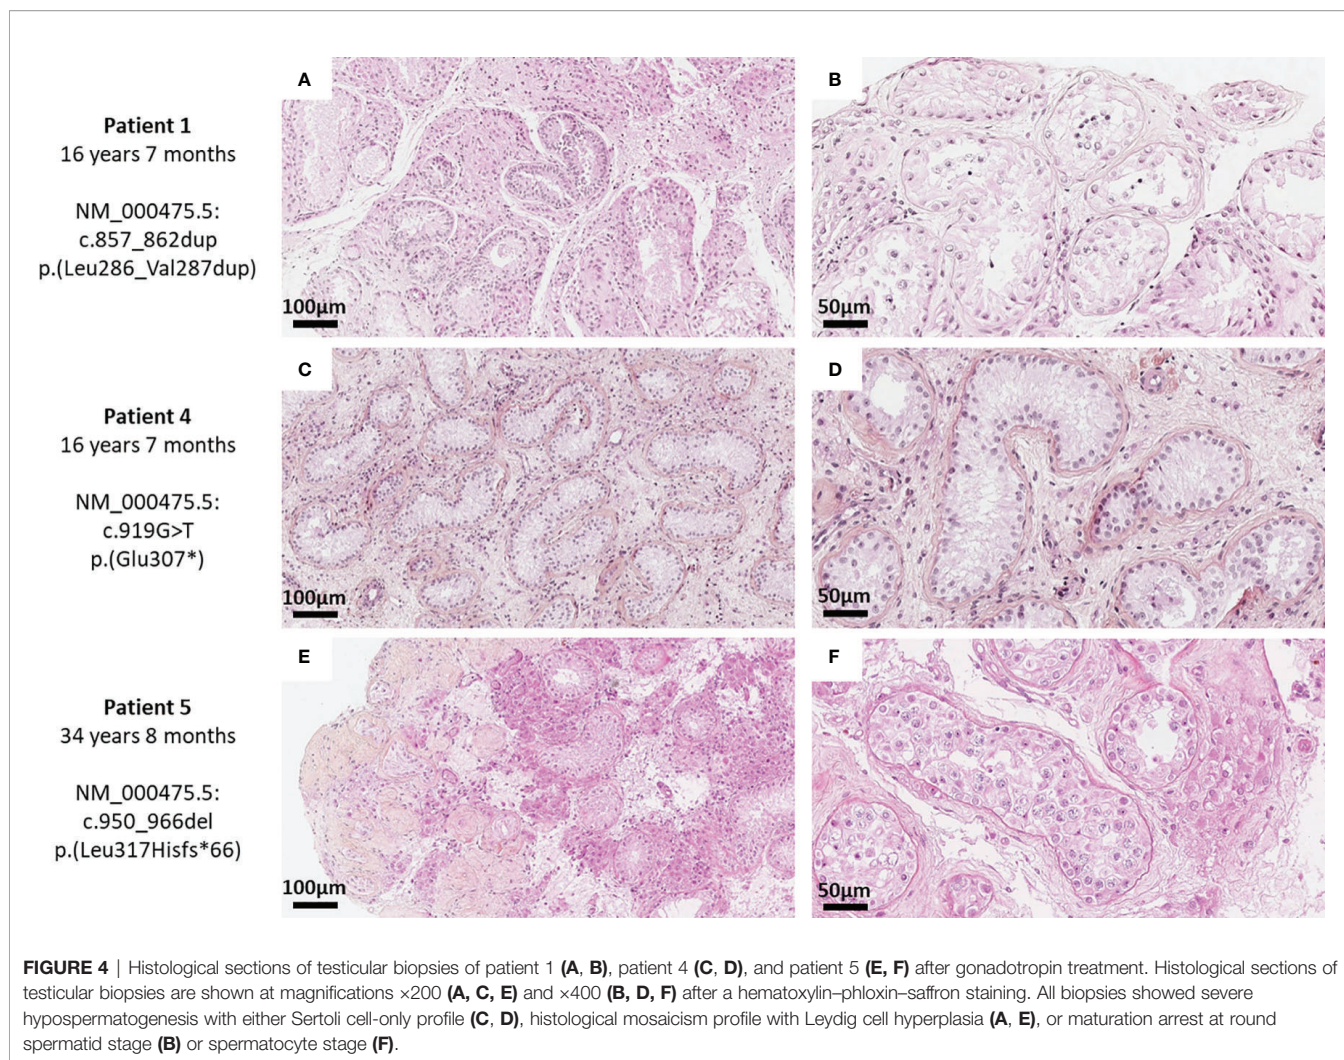 A
B
Patient 1
16 years 7 months
NM_000475.5:
c.857_862dup
p.(Leu286_Val287dup)
100μm
50μm
C
D
Patient 4
16 years 7 months
NM_000475.5:
c.919G>T
p.(Glu307*)
100μm
50μm
E
F
Patient 5
34 years 8 months
NM_000475.5:
c.950_966del
p.(Leu317Hisfs*66)
100μm
50μm
FIGURE 4 | Histological sections of testicular biopsies of patient 1 (A, B), patient 4 (C, D), and patient 5 (E, F) after gonadotropin treatment. Histological sections of
testicular biopsies are shown at magnifications ×200 (A, C, E) and ×400 (B, D, F) after a hematoxylin–phloxin–saffron staining. All biopsies showed severe
hypospermatogenesis with either Sertoli cell-only profile (C, D), histological mosaicism profile with Leydig cell hyperplasia (A, E), or maturation arrest at round
spermatid stage (B) or spermatocyte stage (F).